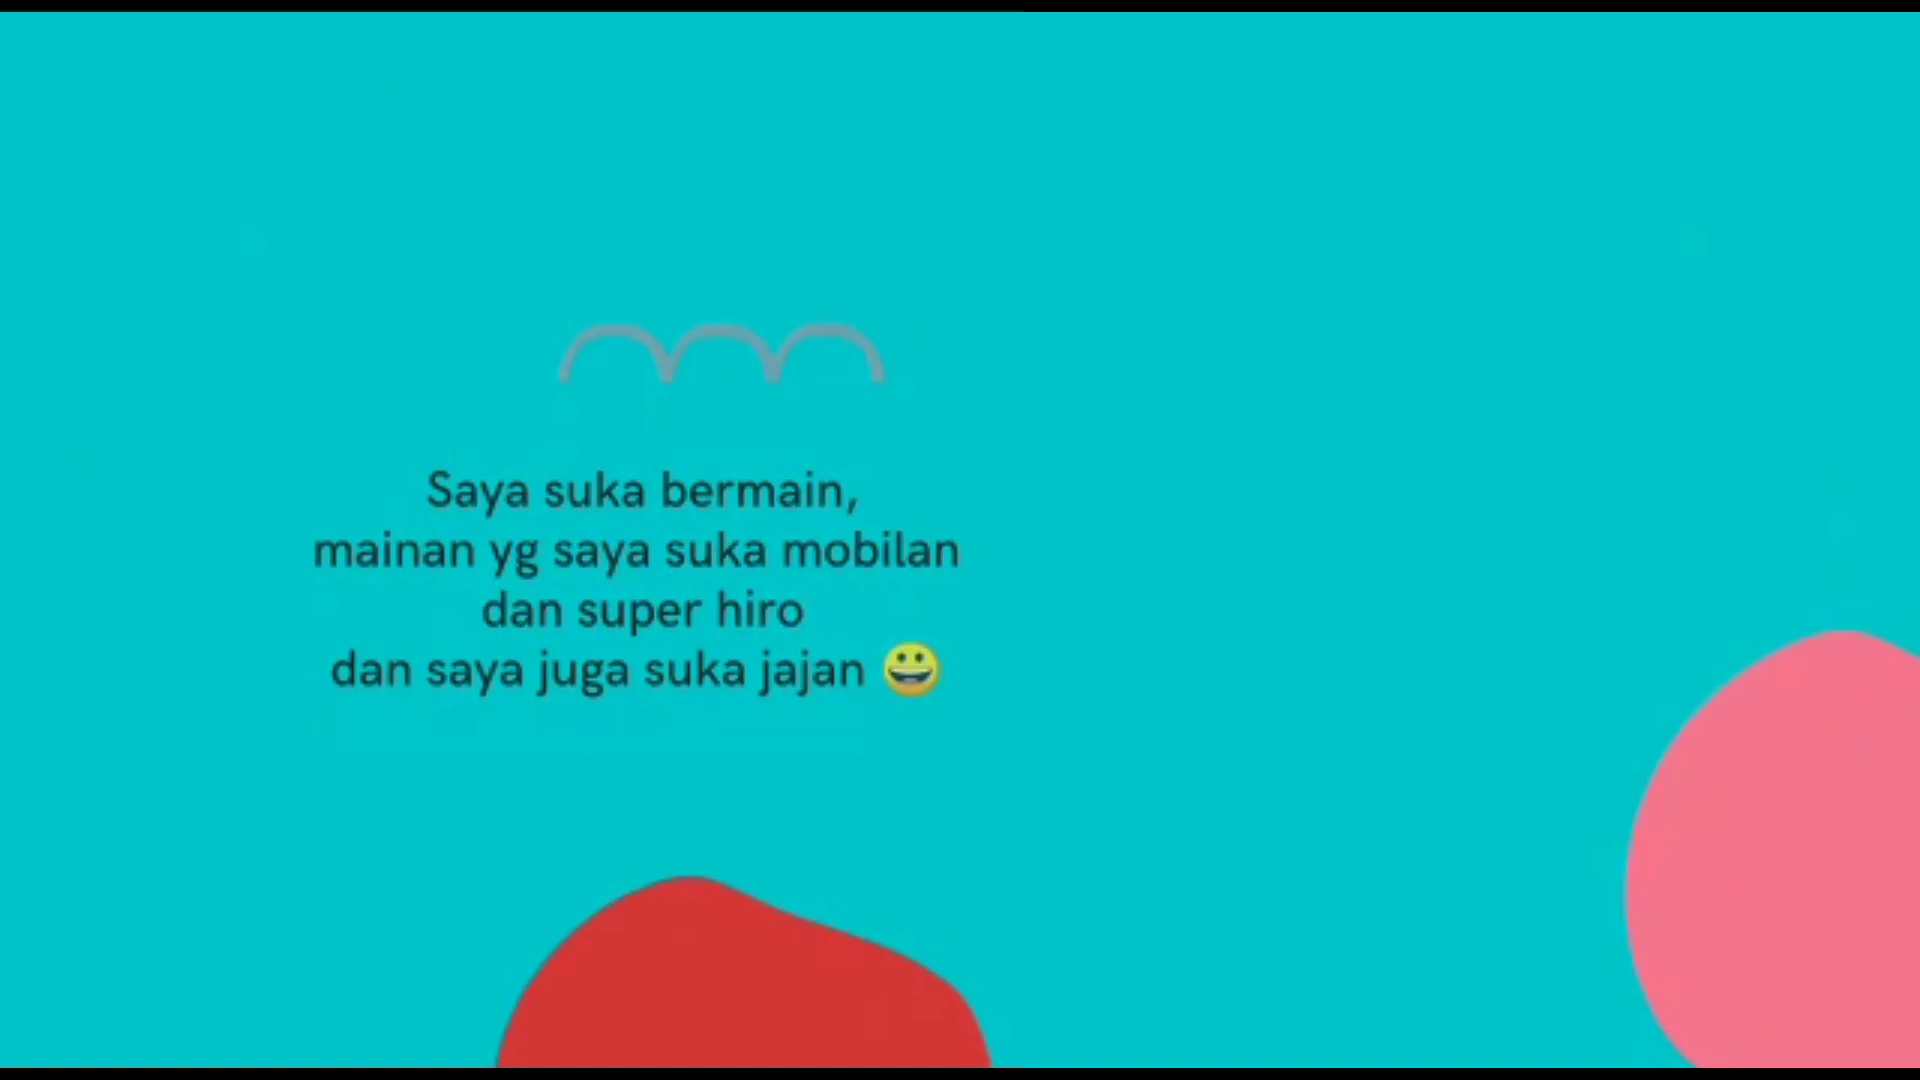 Saya suka bermain,
mainan yg saya suka mobilan
dan super hiro
dan saya juga suka jajan 😀